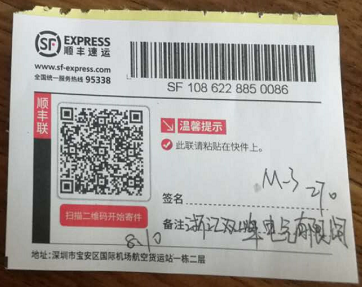 SF EXPRESS
顺丰速运
www.sf-express.com
全国统一服务热线 95338
SF 108 622 885 0086
顺丰联
温馨提示
此联请粘贴在快件上。
M-3 270
签名
扫描二维码开始寄件
备注 浙江双峰电气有限公司
8.10
地址:深圳市宝安区国际机场航空货运站一栋二层